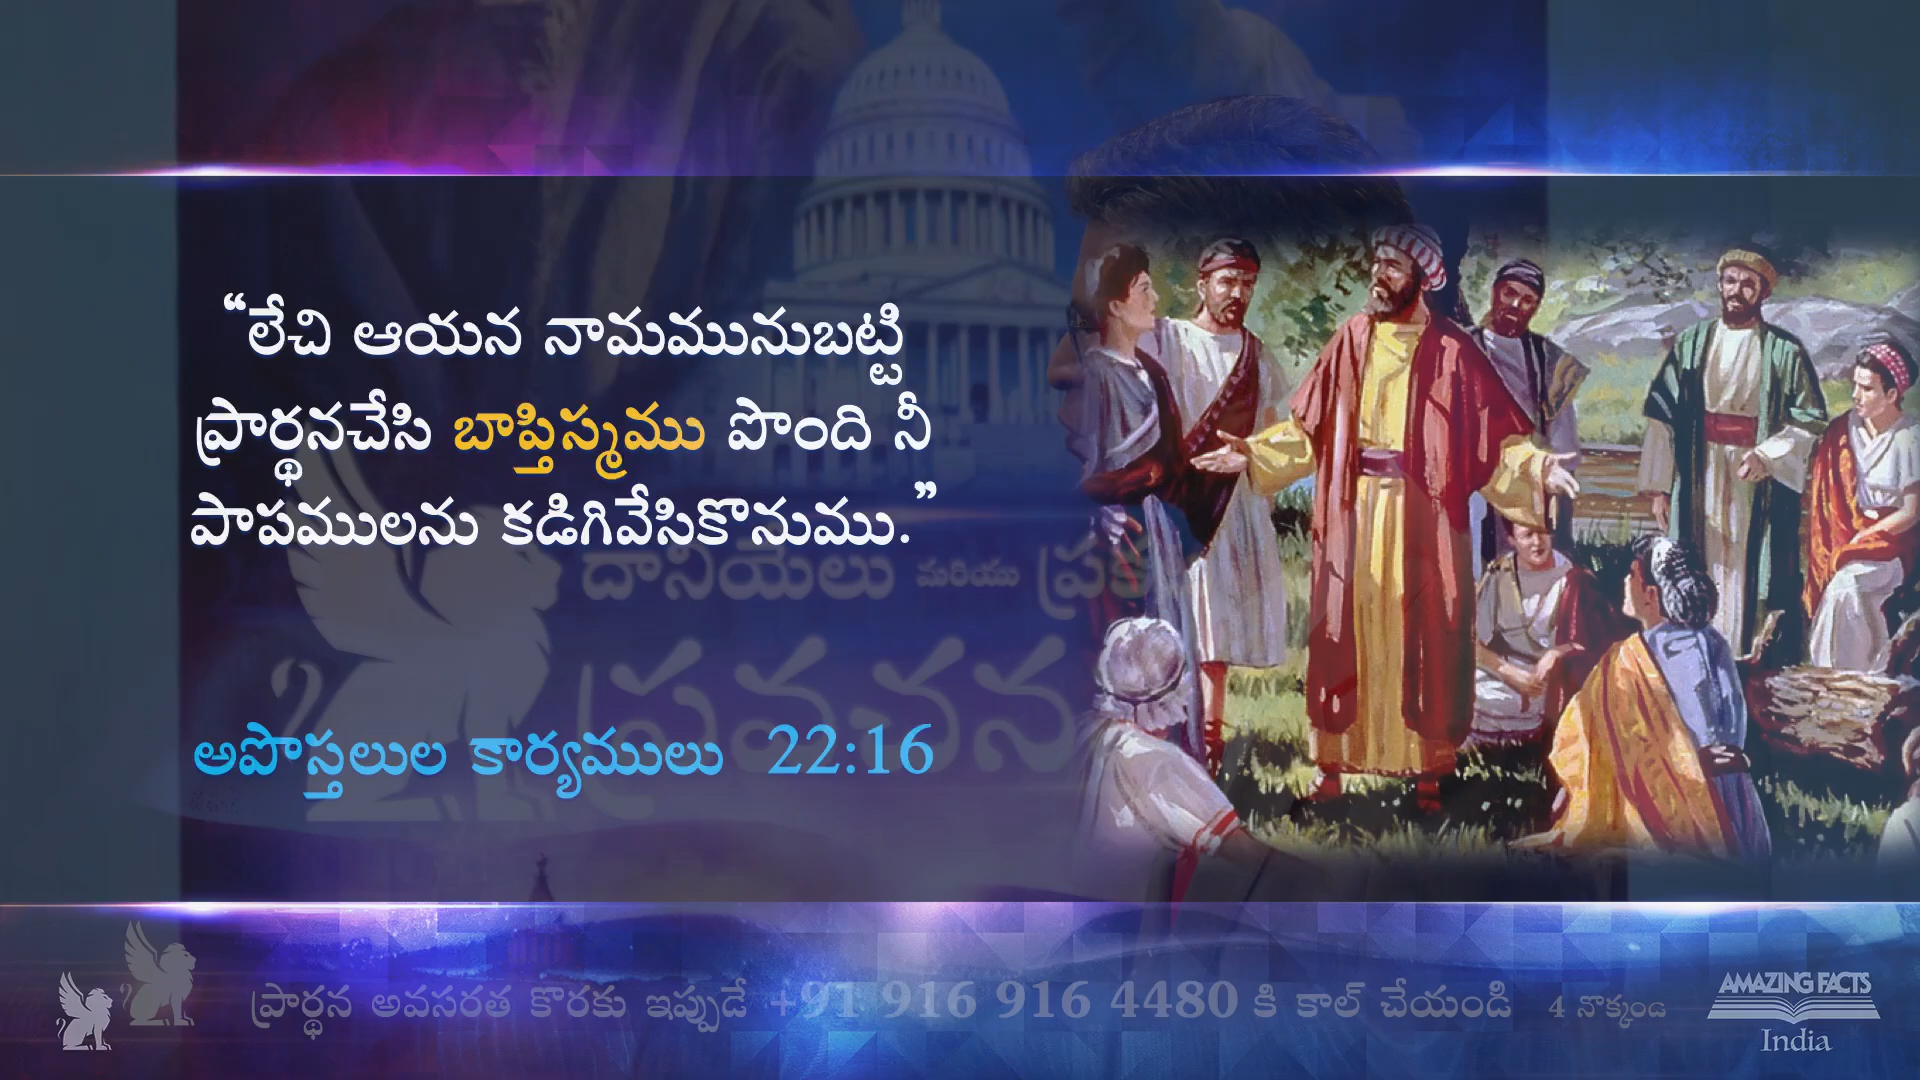 “లేచి ఆయన నామమునుబట్టి
ప్రార్థనచేసి బాప్తిస్మము పొంది నీ
పాపములను కడిగివేసికొనుము.”
దానియేలు మరియు ప్రక
ప్రవచన
అపొస్తలుల కార్యములు 22:16
ప్రార్థన అవసరత కొరకు ఇప్పుడే +91 916 916 4480 కి కాల్ చేయండి 4 నొక్కండి
AMAZING FACTS
India